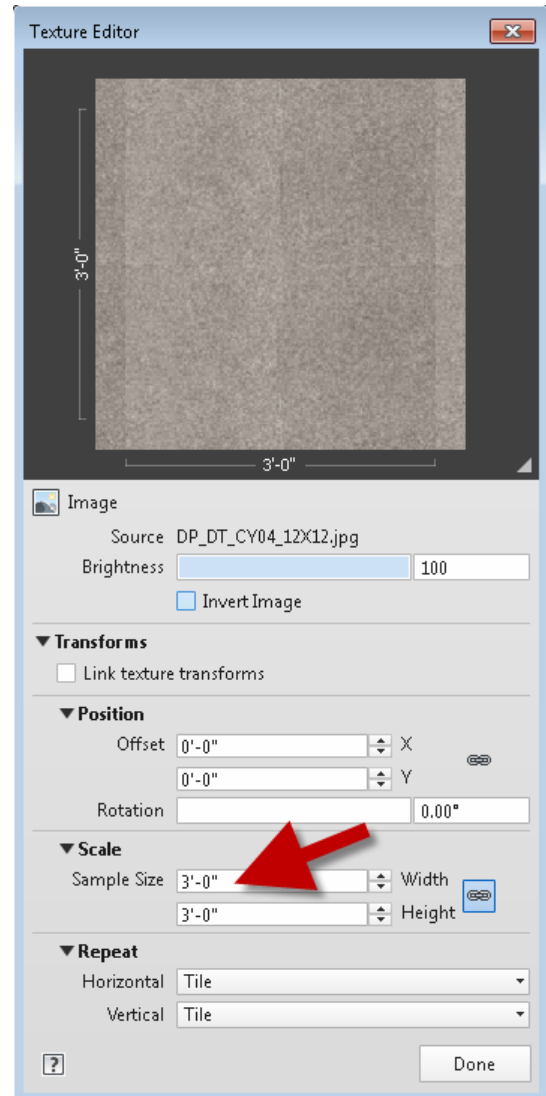 Texture Editor
3'-0"
3'-0"
Image
Source DP_DT_CY04_12X12.jpg
Brightness 100
Invert Image
Transforms
Link texture transforms
Position
Offset 0'-0" X
0'-0" Y
Rotation 0.00°
Scale
Sample Size 3'-0" Width
3'-0" Height
Repeat
Horizontal Tile
Vertical Tile
? Done